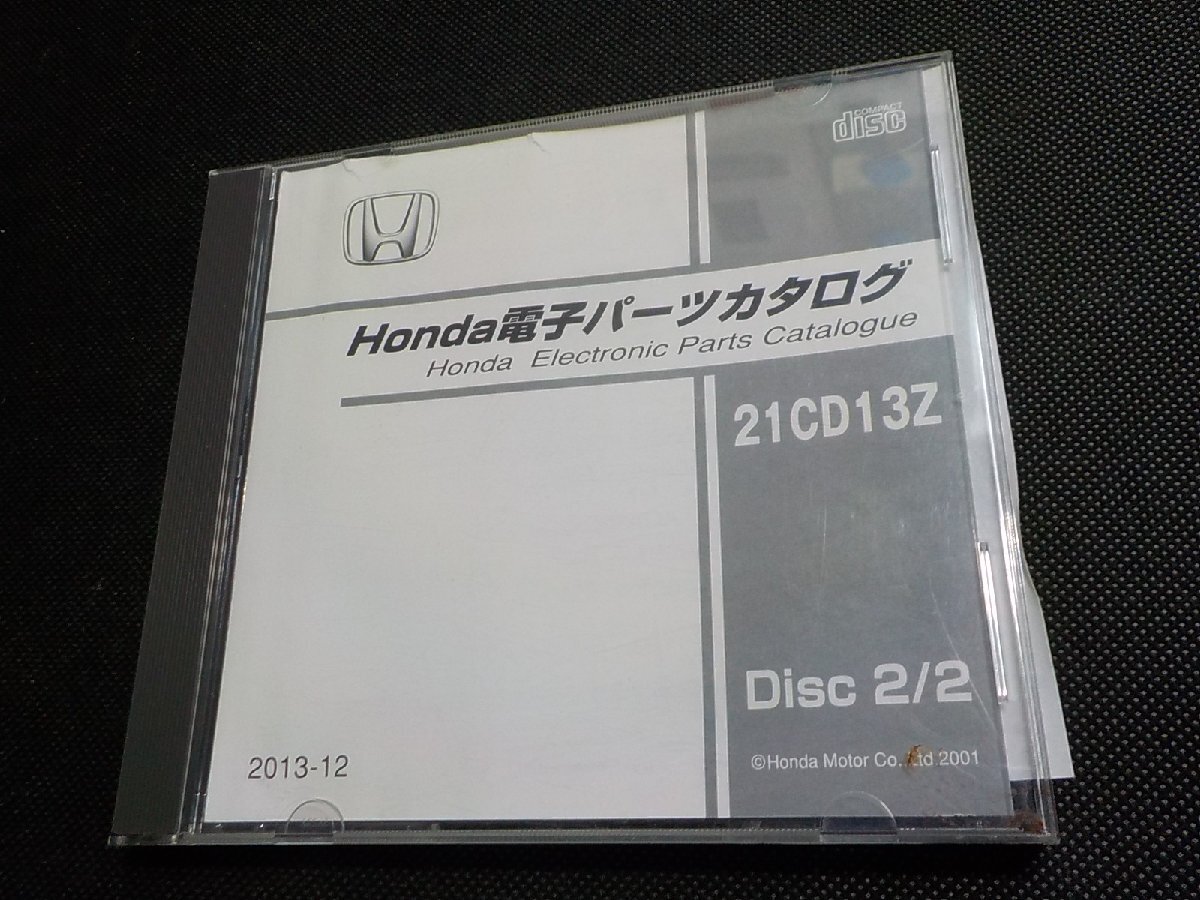 COMPACT
disc
Honda電子パーツカタログ
Honda Electronic Parts Catalogue
21CD13Z
Disc 2/2
2013-12
©Honda Motor Co. Ltd 2001